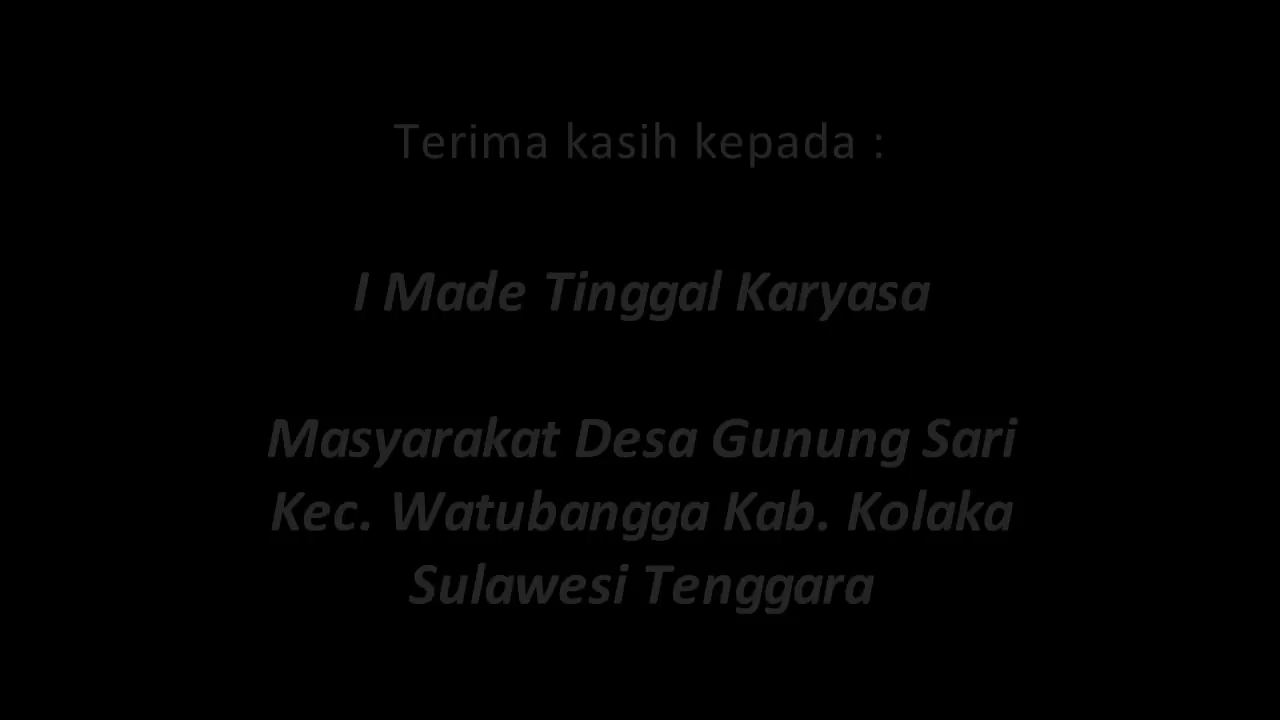 Terima kasih kepada :
I Made Tinggal Karyasa
Masyarakat Desa Gunung Sari
Kec. Watubangga Kab. Kolaka
Sulawesi Tenggara